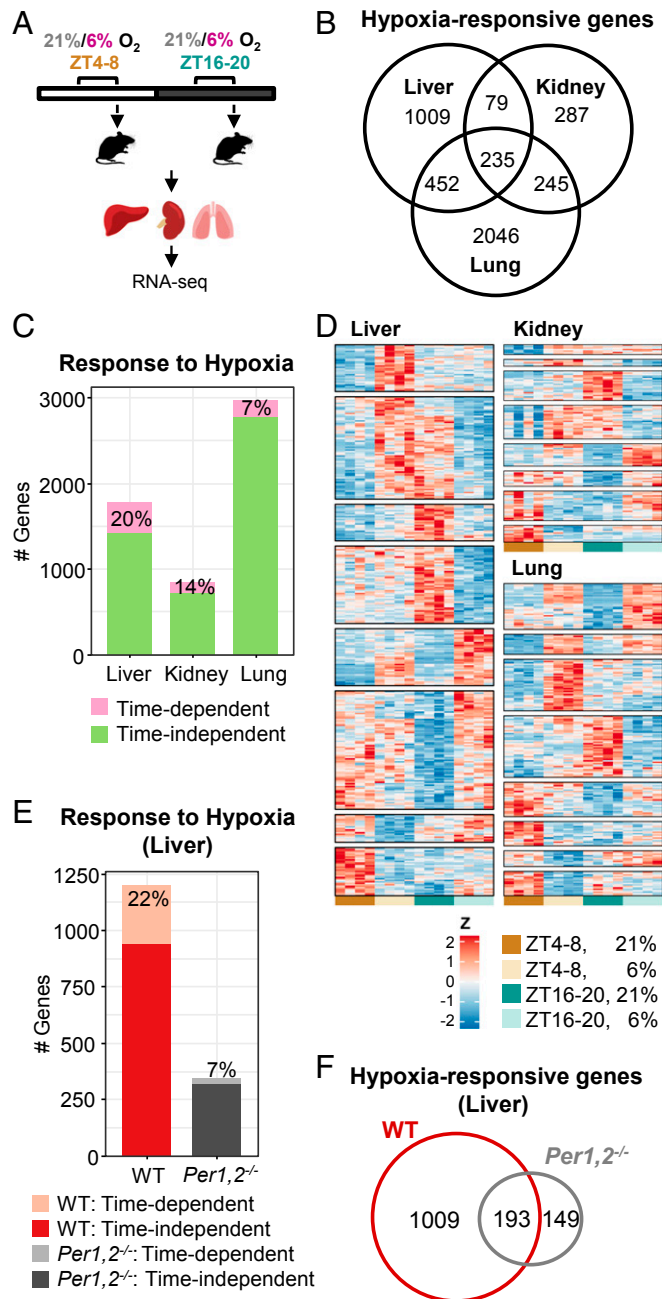 A
21%/6% O2
21%/6% O2
ZT4-8
ZT16-20
RNA-seq
B
Hypoxia-responsive genes
Liver
79
Kidney
1009
287
235
452
245
2046
Lung
C
Response to Hypoxia
# Genes
3000
2000
1000
0
7%
20%
14%
Liver
Kidney
Lung
Time-dependent
Time-independent
D
Liver
Kidney
Lung
Z
2
1
0
-1
-2
ZT4-8, 21%
ZT4-8, 6%
ZT16-20, 21%
ZT16-20, 6%
E
Response to Hypoxia
(Liver)
# Genes
1250
1000
750
500
250
0
22%
7%
WT
Per1,2-/-
WT: Time-dependent
WT: Time-independent
Per1,2-/-: Time-dependent
Per1,2-/-: Time-independent
F
Hypoxia-responsive genes
(Liver)
WT
Per1,2-/-
1009
193
149